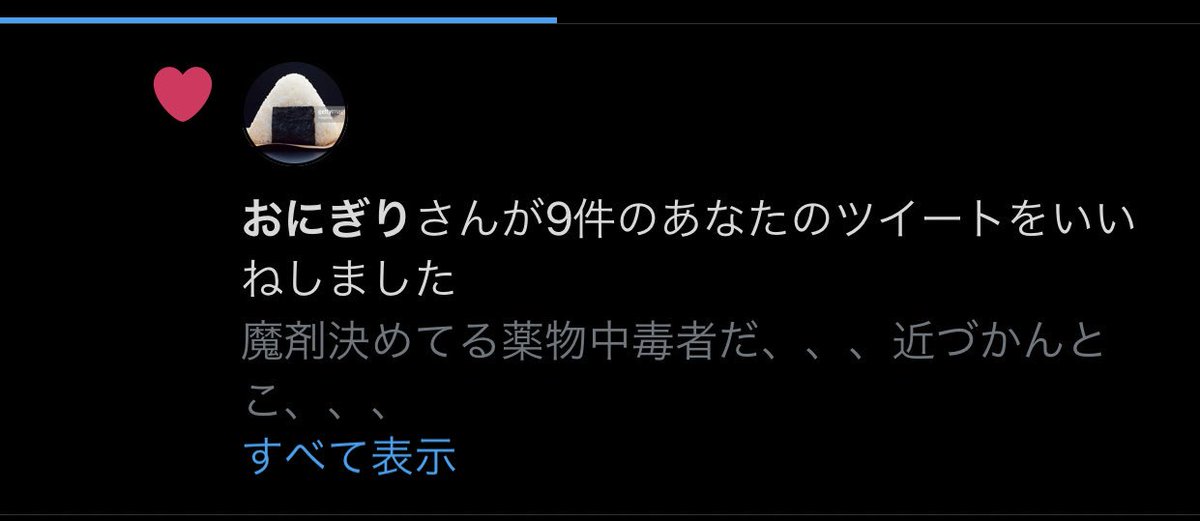 おにぎりさんが9件のあなたのツイートをいい
ねしました
魔剤決めてる薬物中毒者だ、、、近づかんと
こ、、、
すべて表示